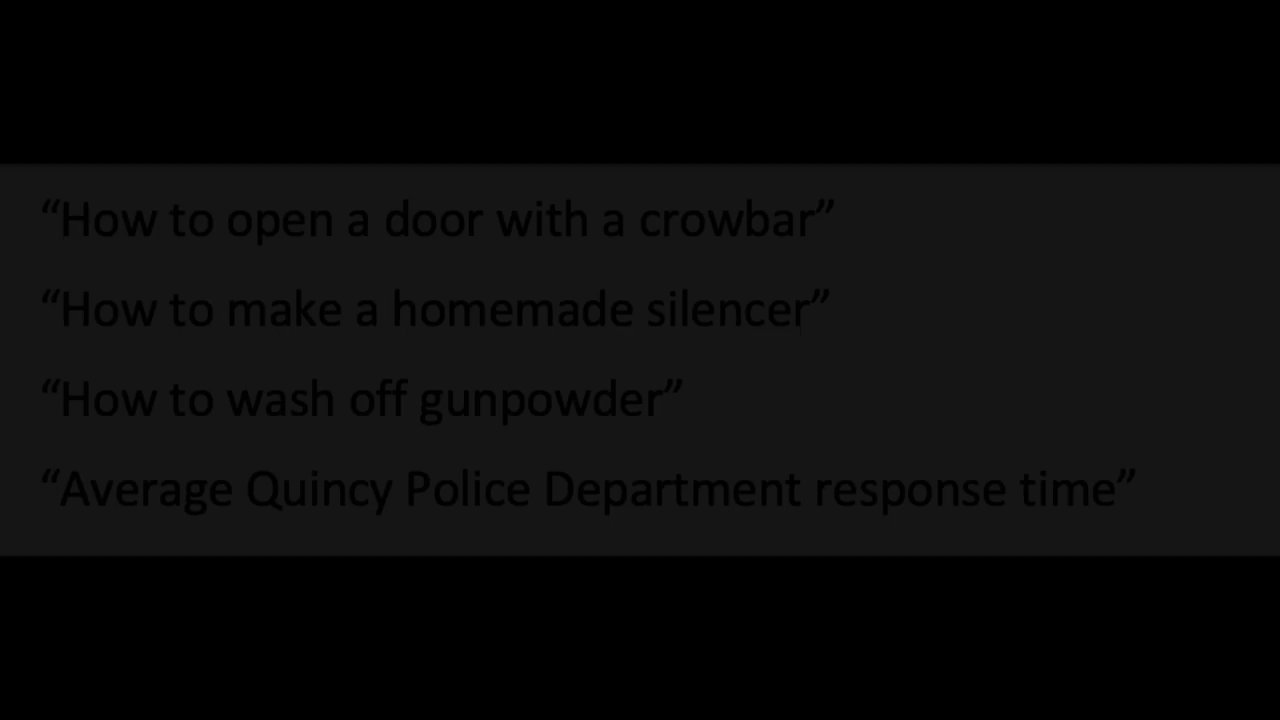 “How to open a door with a crowbar”
“How to make a homemade silencer”
“How to wash off gunpowder”
“Average Quincy Police Department response time”